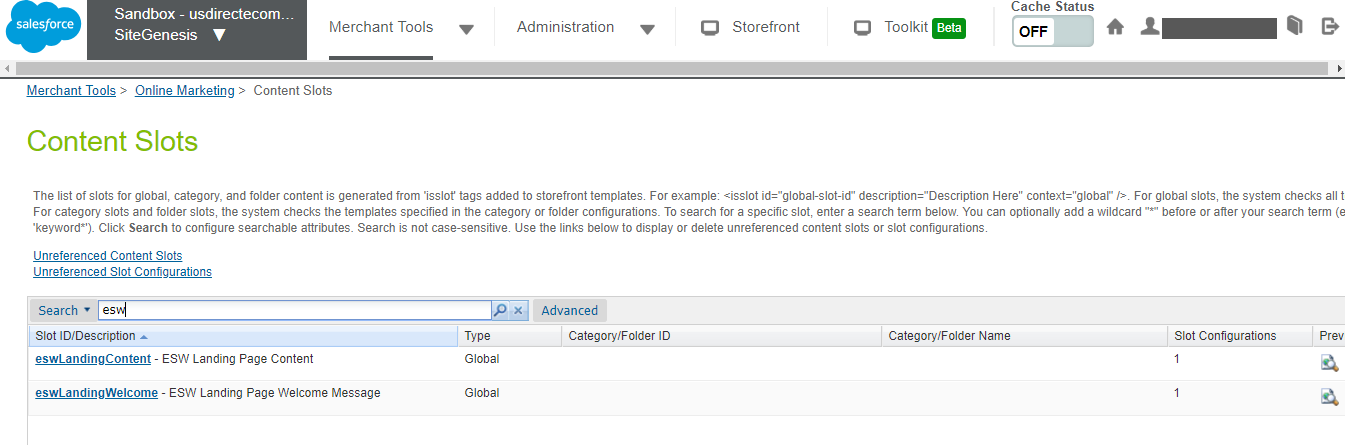 salesforce
Sandbox - usdirectecom...
SiteGenesis ▼
Merchant Tools
Administration
Storefront
Toolkit Beta
Cache Status
OFF
Merchant Tools > Online Marketing > Content Slots
Content Slots
The list of slots for global, category, and folder content is generated from 'isslot' tags added to storefront templates. For example: <isslot id="global-slot-id" description="Description Here" context="global" />. For global slots, the system checks all t
For category slots and folder slots, the system checks the templates specified in the category or folder configurations. To search for a specific slot, enter a search term below. You can optionally add a wildcard "*" before or after your search term (e
'keyword*'). Click Search to configure searchable attributes. Search is not case-sensitive. Use the links below to display or delete unreferenced content slots or slot configurations.
Unreferenced Content Slots
Unreferenced Slot Configurations
Search esw Advanced
Slot ID/Description Type Category/Folder ID Category/Folder Name Slot Configurations Prev
eswLandingContent - ESW Landing Page Content Global 1
eswLandingWelcome - ESW Landing Page Welcome Message Global 1